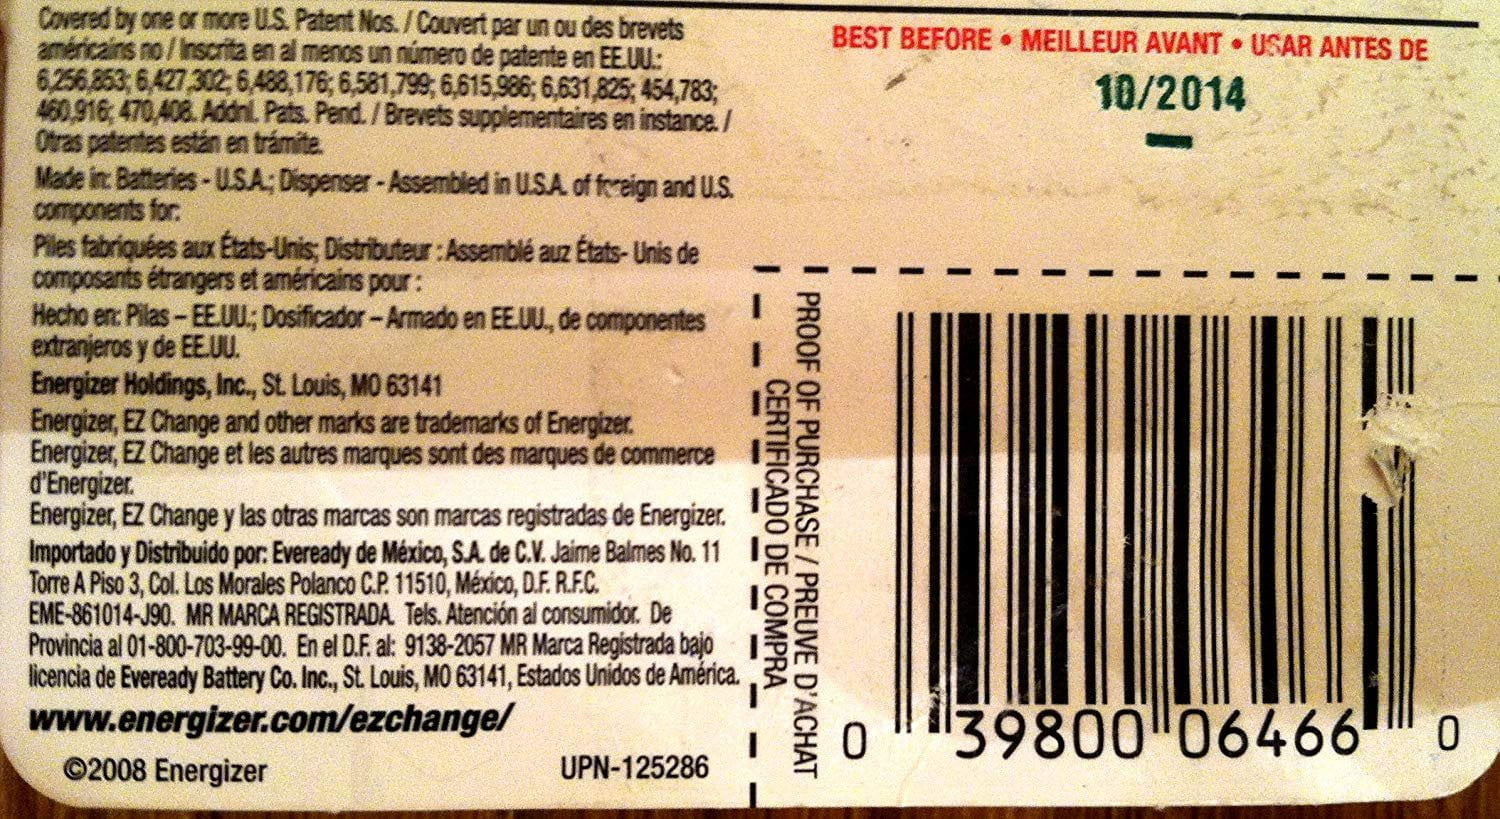 Covered by one or more U.S. Patent Nos. / Couvert par un ou des brevets
américains no / Inscrita en al menos un número de patente en EE.UU.:
6,256,853; 6,427,302; 6,488,176; 6,581,799; 6,615,986; 6,631,825; 454,783;
460,916; 470,408. Addnl. Pats. Pend. / Brevets supplementaires en instance. /
Otras patentes están en trámite.
Made in: Batteries - U.S.A.; Dispenser - Assembled in U.S.A. of foreign and U.S.
components for:
Piles fabriquées aux États-Unis; Distributeur : Assemblé auz États- Unis de
composants étrangers et américains pour :
Hecho en: Pilas – EE.UU.; Dosificador – Armado en EE.UU., de componentes
extranjeros y de EE.UU.
Energizer Holdings, Inc., St. Louis, MO 63141
Energizer, EZ Change and other marks are trademarks of Energizer.
Energizer, EZ Change et les autres marques sont des marques de commerce
d'Energizer.
Energizer, EZ Change y las otras marcas son marcas registradas de Energizer.
Importado y Distribuido por: Eveready de México, S.A. de C.V. Jaime Balmes No. 11
Torre A Piso 3, Col. Los Morales Polanco C.P. 11510, México, D.F. R.F.C.
EME-861014-J90. MR MARCA REGISTRADA. Tels. Atención al consumidor. De
Provincia al 01-800-703-99-00. En el D.F. al: 9138-2057 MR Marca Registrada bajo
licencia de Eveready Battery Co. Inc., St. Louis, MO 63141, Estados Unidos de América.
www.energizer.com/ezchange/
©2008 Energizer
UPN-125286
BEST BEFORE • MEILLEUR AVANT • USAR ANTES DE
10/2014
PROOF OF PURCHASE / PREUVE D'ACHAT
CERTIFICADO DE COMPRA
0 39800 06466 0